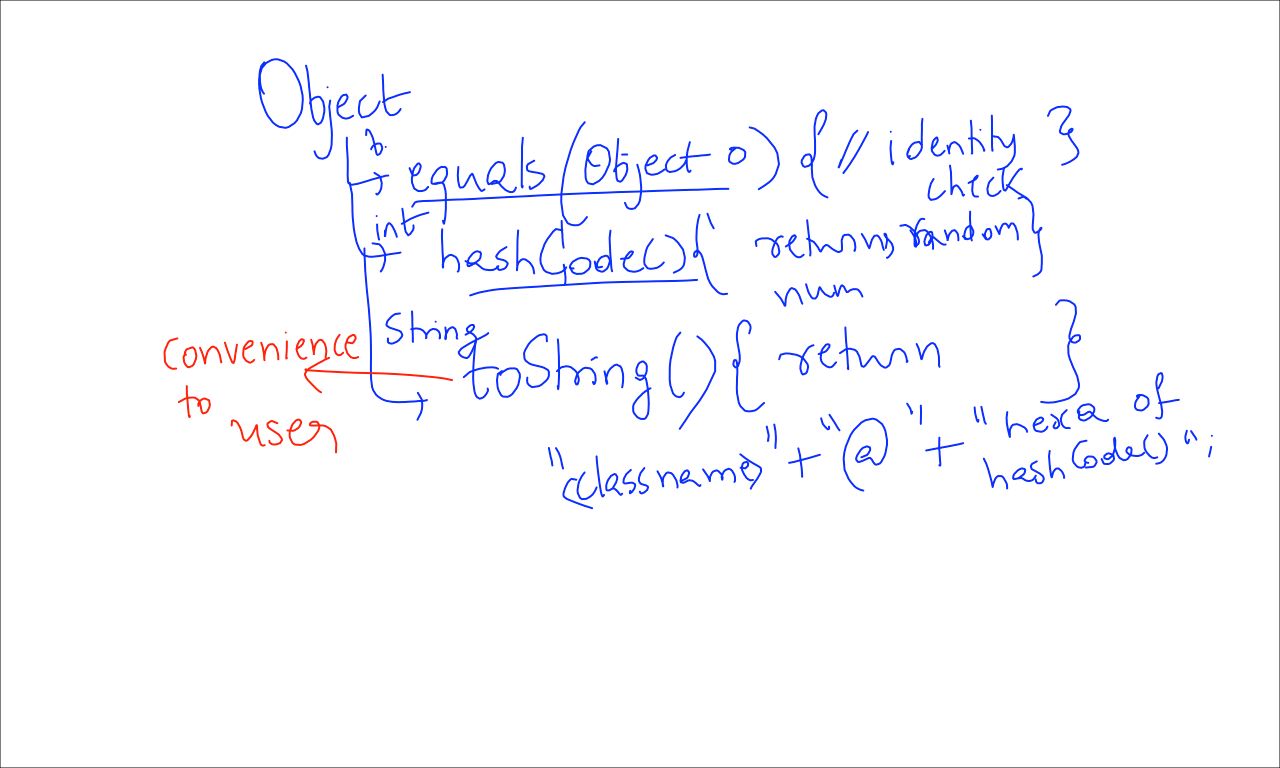 Object
b.
equals (Object o) { // identity }
check
int
hashCode() { returns random }
num
String
toString() { return }
"<classname>" + "@" + "hexa of
hashCode()";
Convenience
to
user